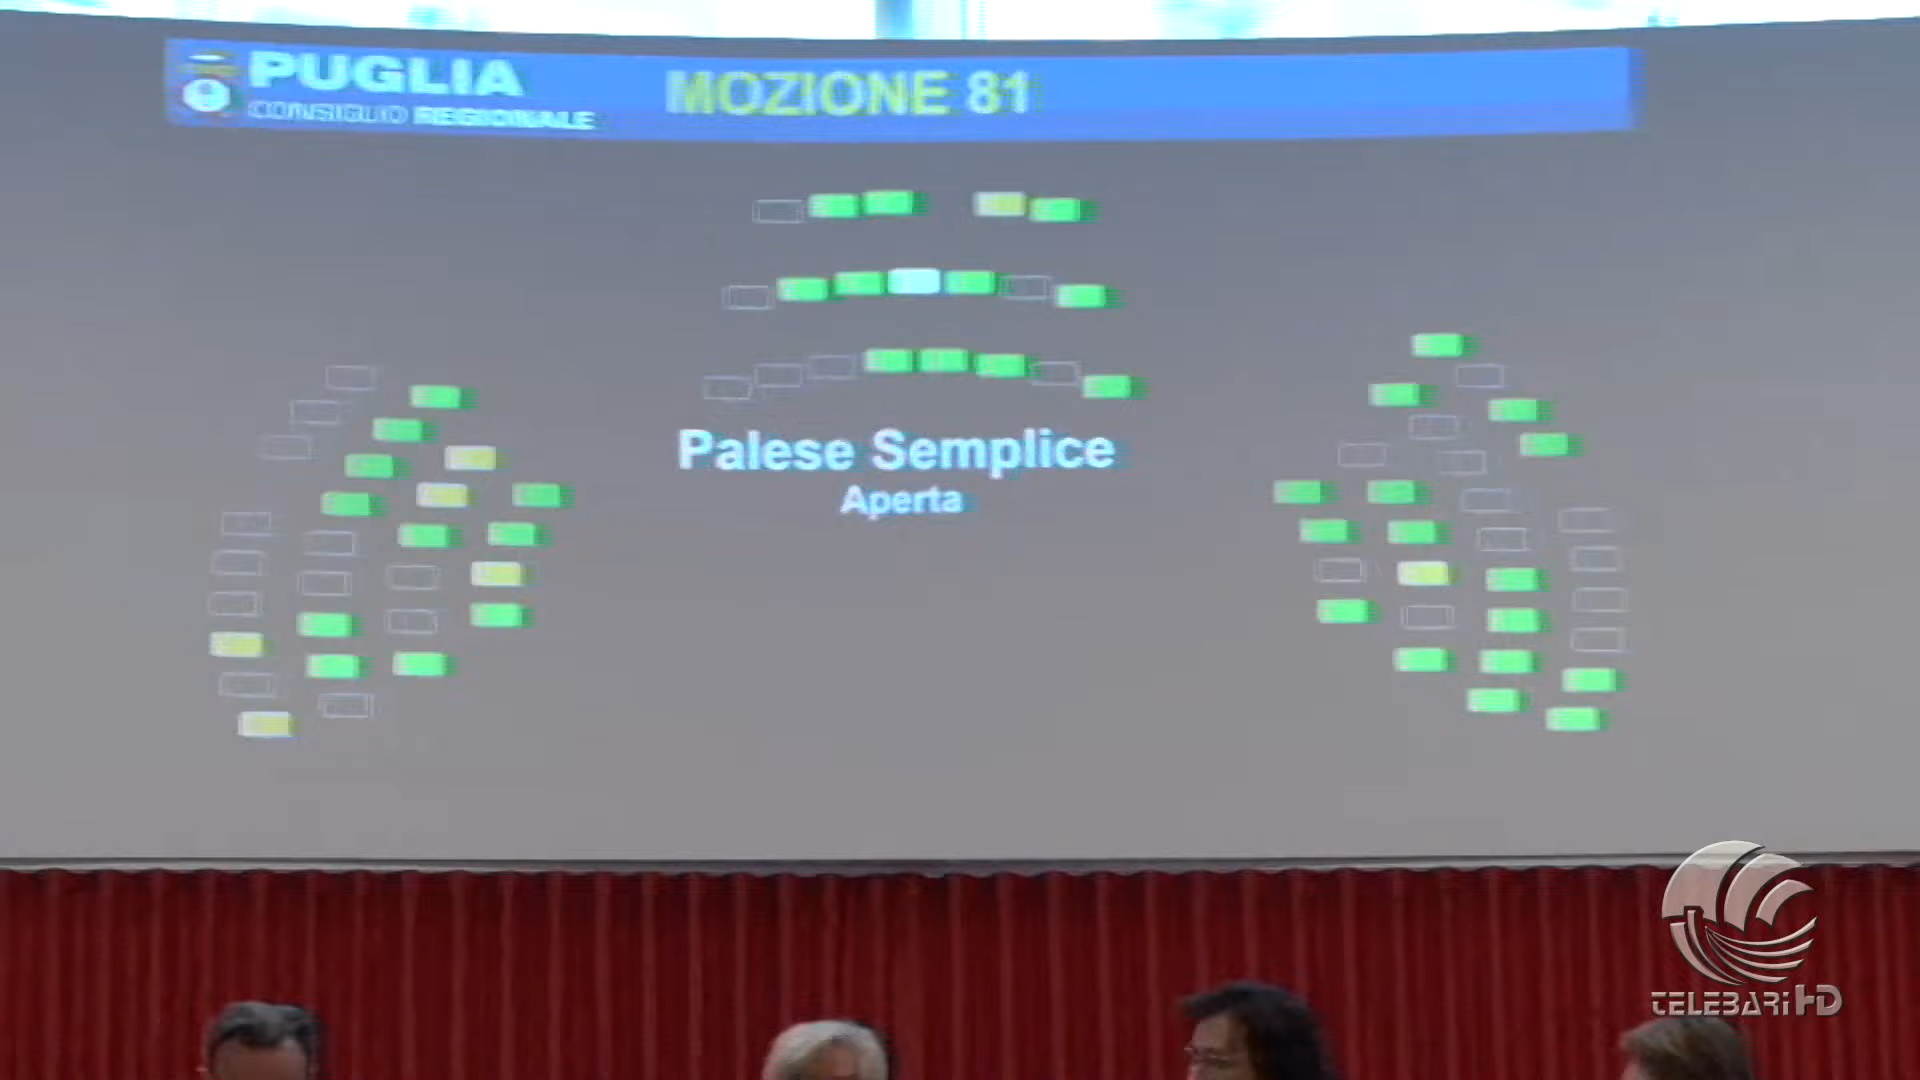 PUGLIA
CONSIGLIO REGIONALE
MOZIONE 81
Palese Semplice
Aperta
TELEBARI HD